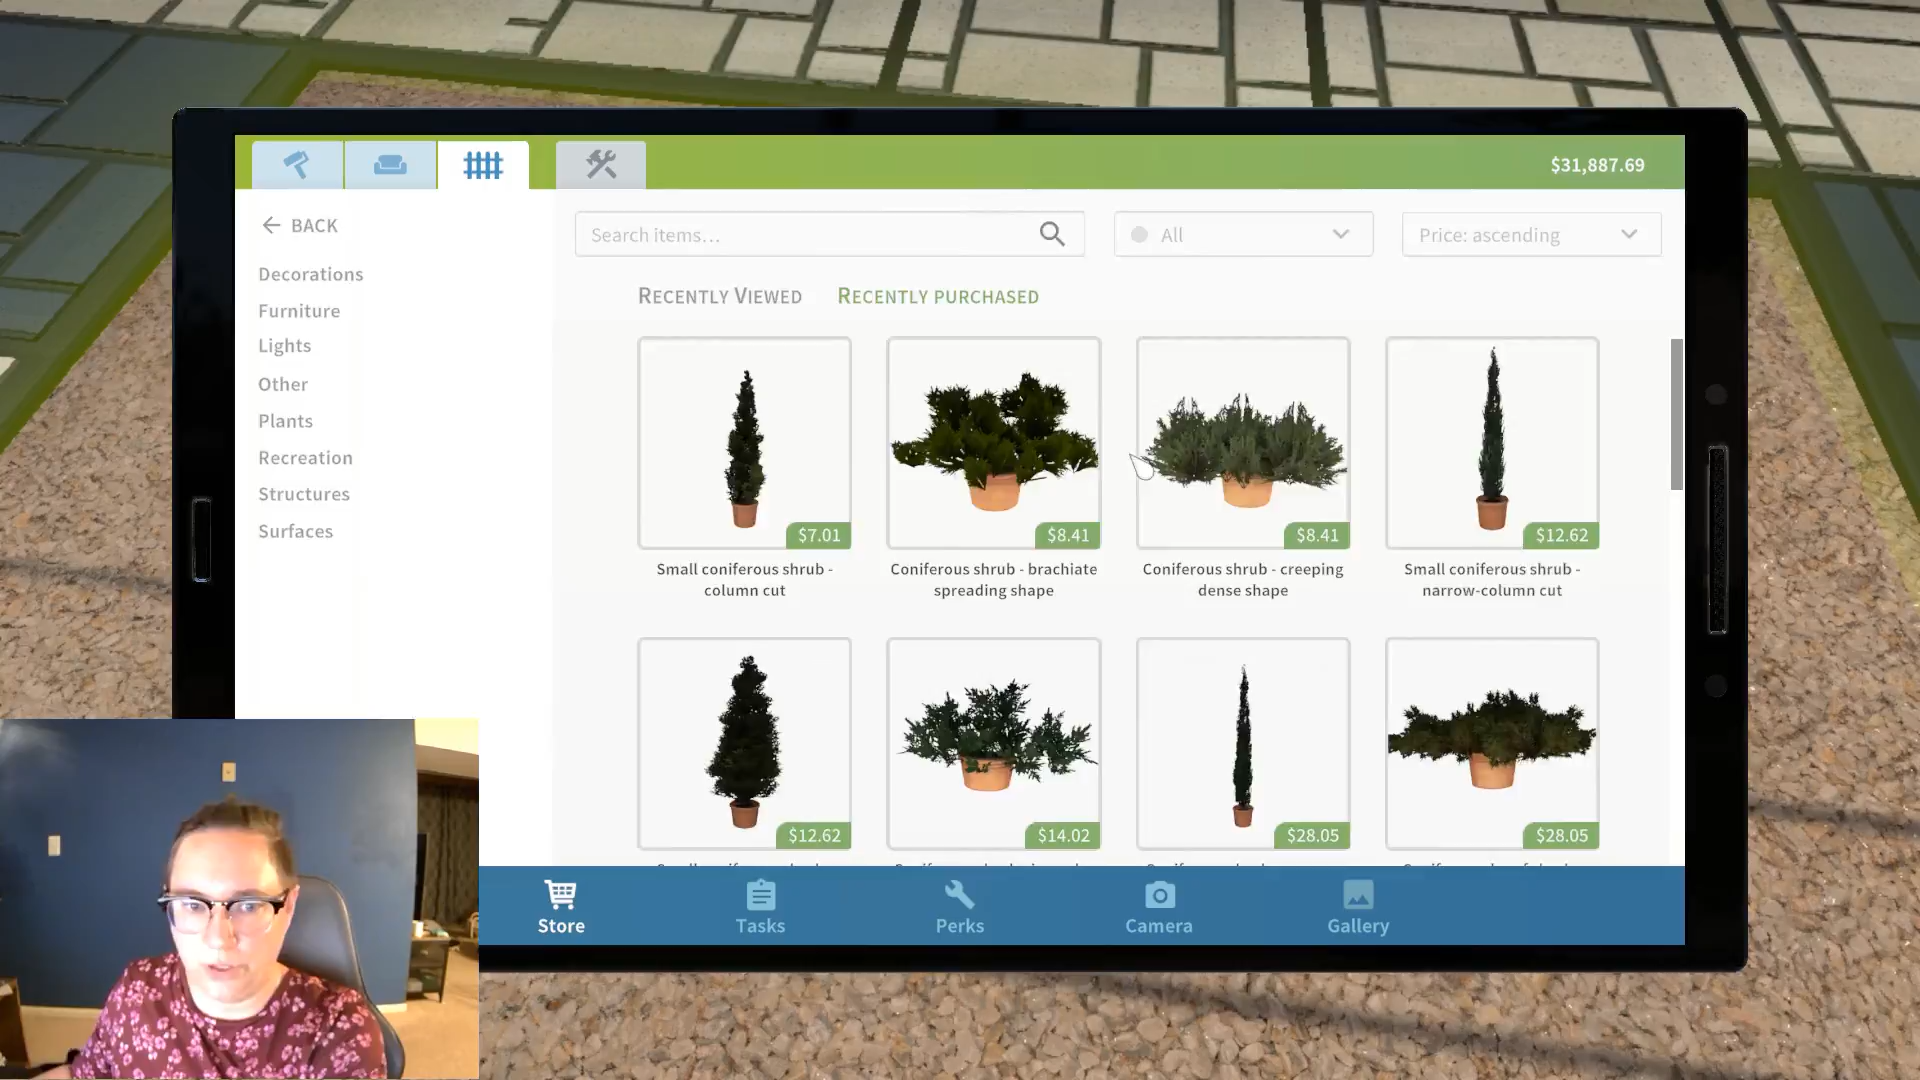 $31,887.69
BACK
Search items...
All
Price: ascending
Decorations
Furniture
Lights
Other
Plants
Recreation
Structures
Surfaces
RECENTLY VIEWED
RECENTLY PURCHASED
$7.01
$8.41
$8.41
$12.62
Small coniferous shrub -
column cut
Coniferous shrub - brachiate
spreading shape
Coniferous shrub - creeping
dense shape
Small coniferous shrub -
narrow-column cut
$12.62
$14.02
$28.05
$28.05
Store
Tasks
Perks
Camera
Gallery